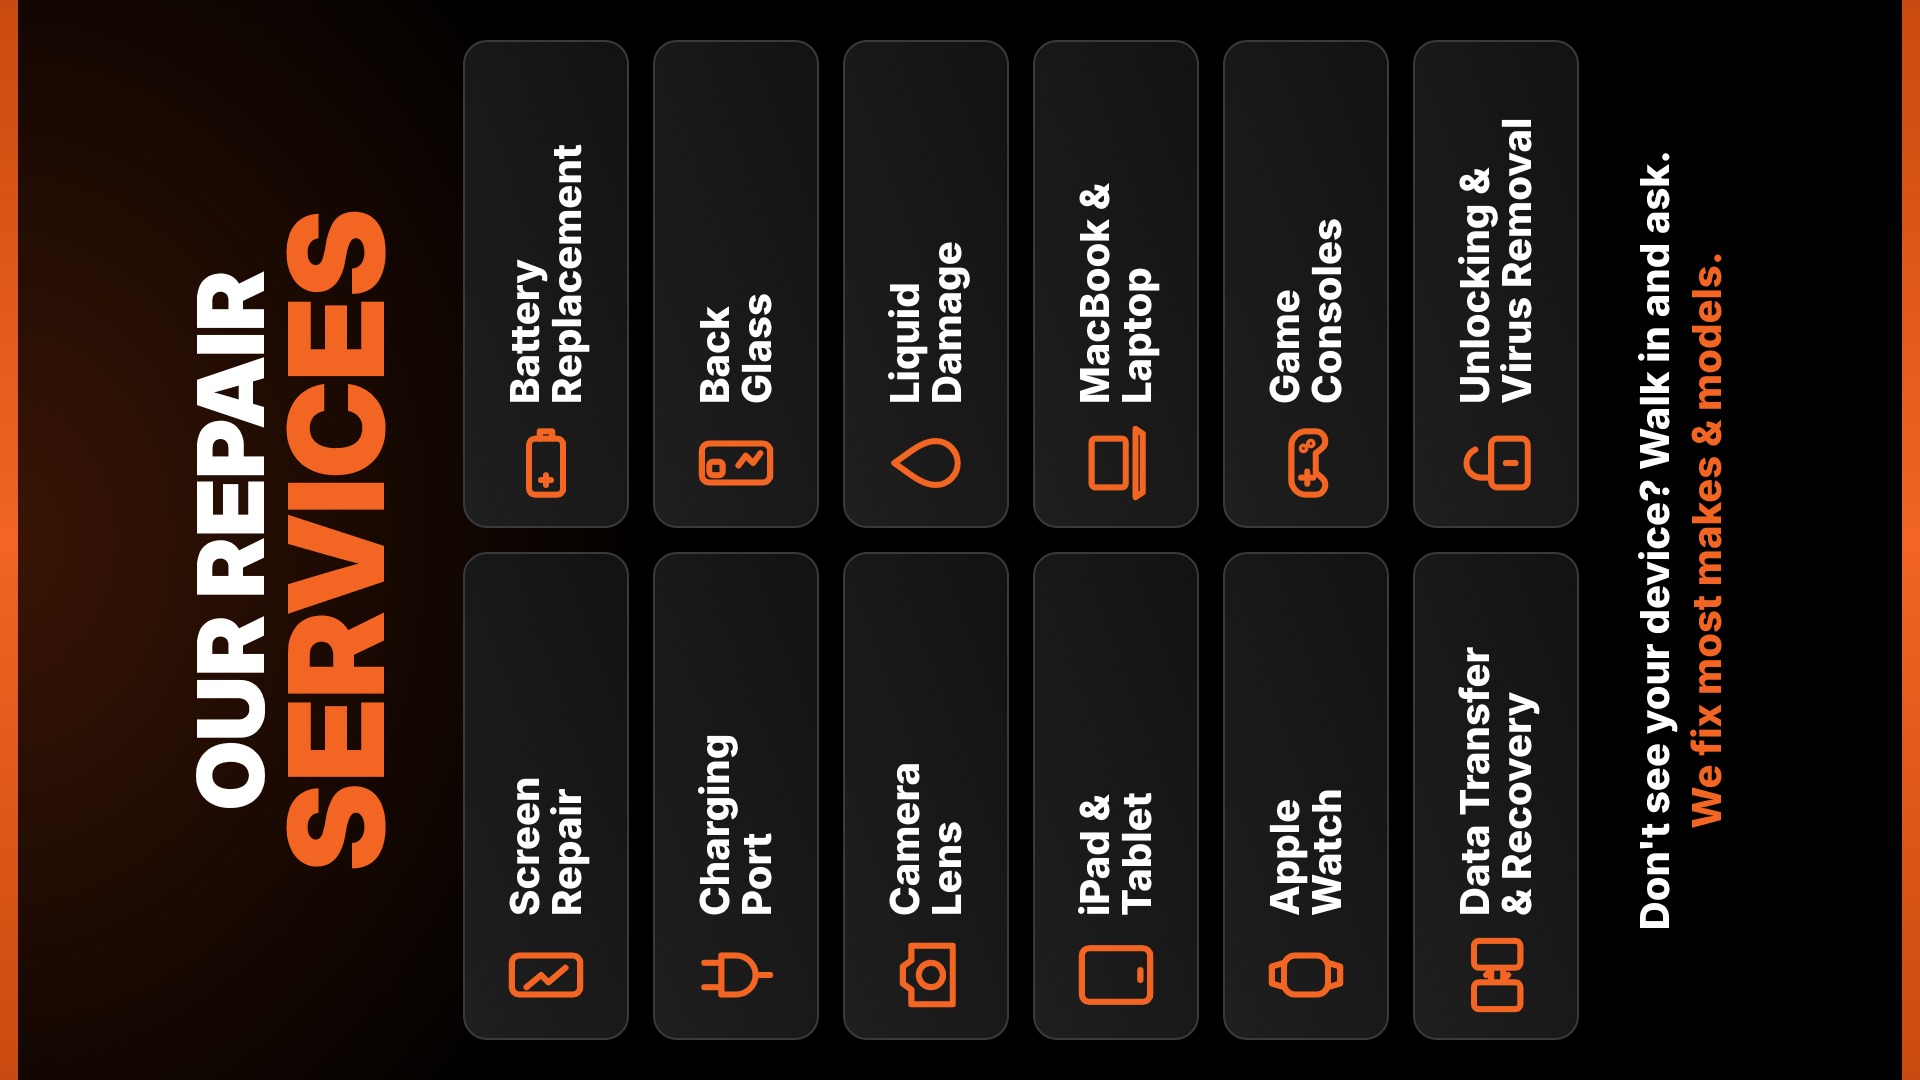 OUR REPAIR
SERVICES
Screen
Repair
Battery
Replacement
Charging
Port
Back
Glass
Camera
Lens
Liquid
Damage
iPad &
Tablet
MacBook &
Laptop
Apple
Watch
Game
Consoles
Data Transfer
& Recovery
Unlocking &
Virus Removal
Don't see your device? Walk in and ask.
We fix most makes & models.